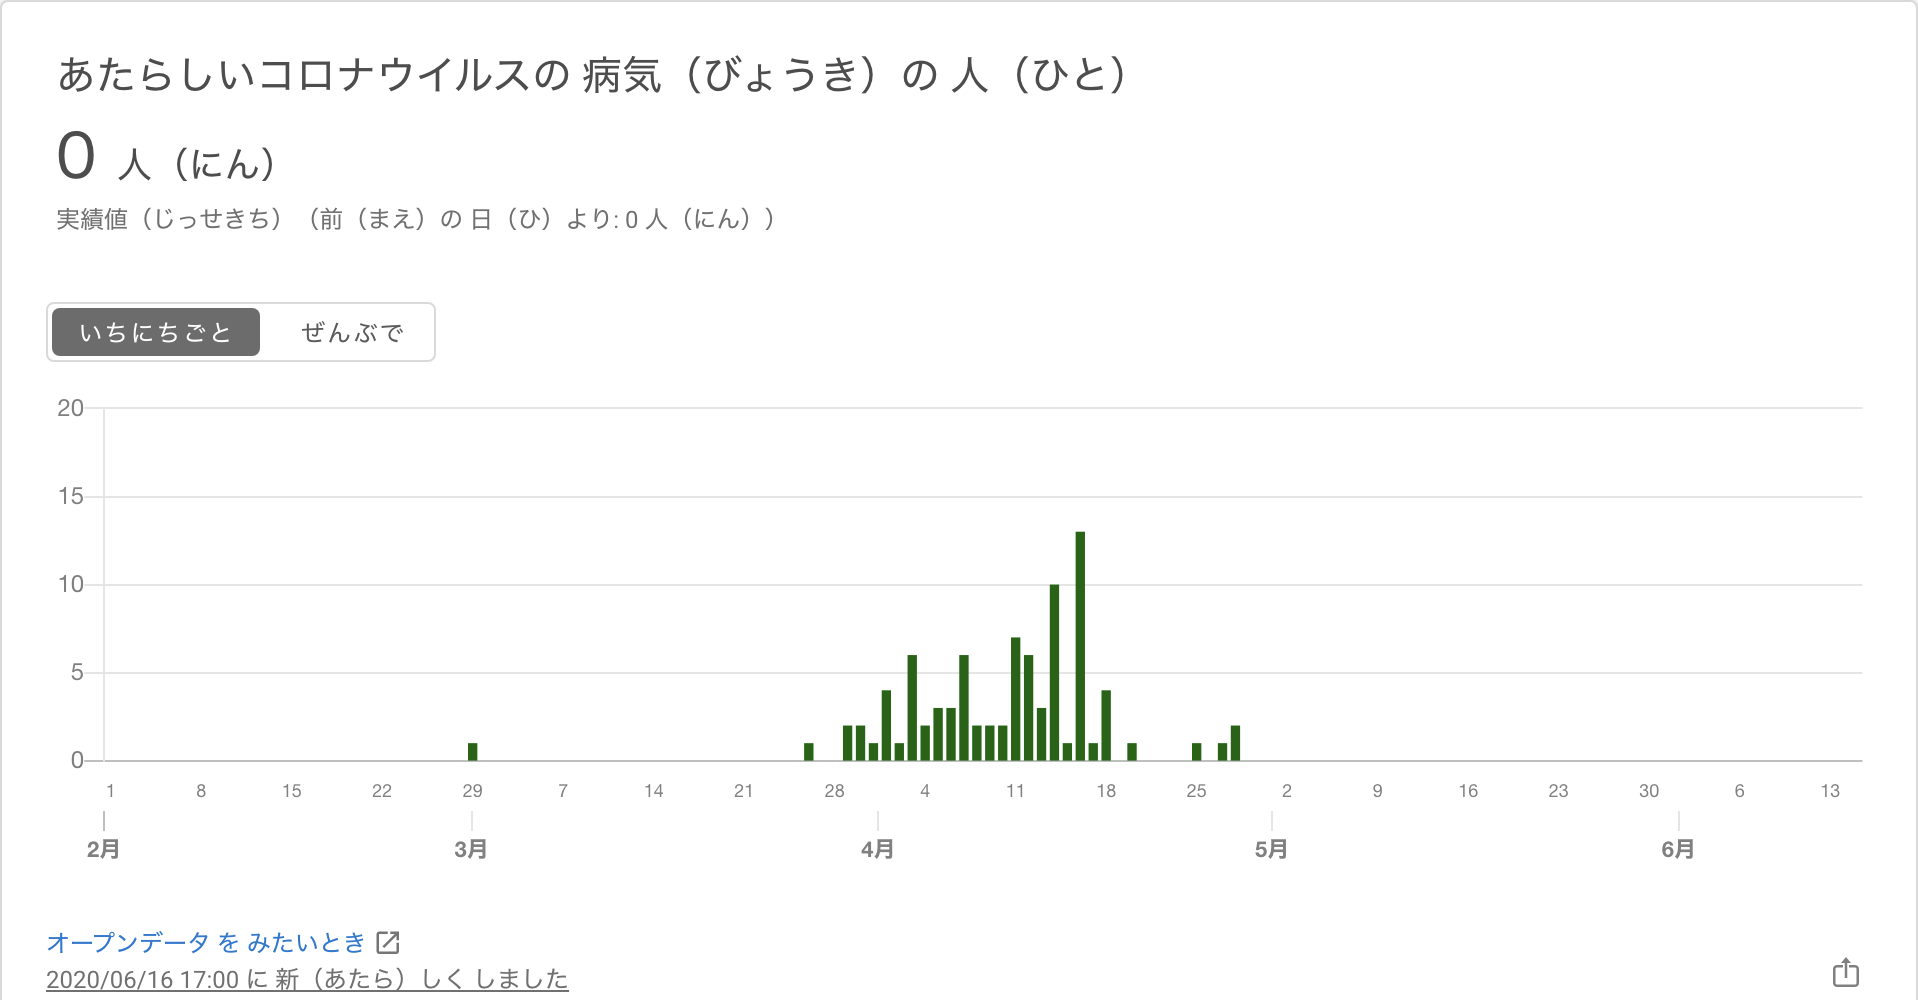 あたらしいコロナウイルスの 病気（びょうき）の 人（ひと）
0 人（にん）
実績値（じっせきち）（前（まえ）の 日（ひ）より: 0 人（にん））
いちにちごと ぜんぶで
20
15
10
5
0
1 8 15 22 29 7 14 21 28 4 11 18 25 2 9 16 23 30 6 13
2月 3月 4月 5月 6月
オープンデータ を みたいとき
2020/06/16 17:00 に 新（あたら）しく しました